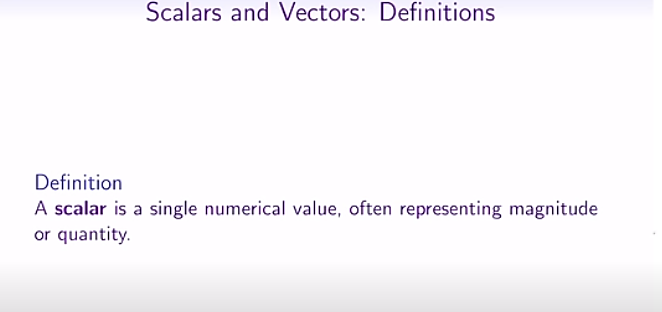 Scalars and Vectors: Definitions
Definition
A scalar is a single numerical value, often representing magnitude
or quantity.